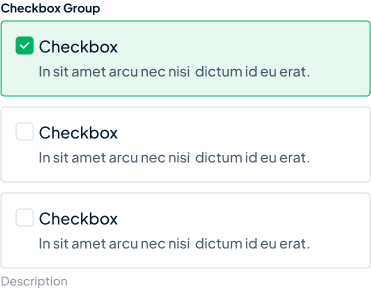 Checkbox Group
Checkbox
In sit amet arcu nec nisi dictum id eu erat.
Checkbox
In sit amet arcu nec nisi dictum id eu erat.
Checkbox
In sit amet arcu nec nisi dictum id eu erat.
Description